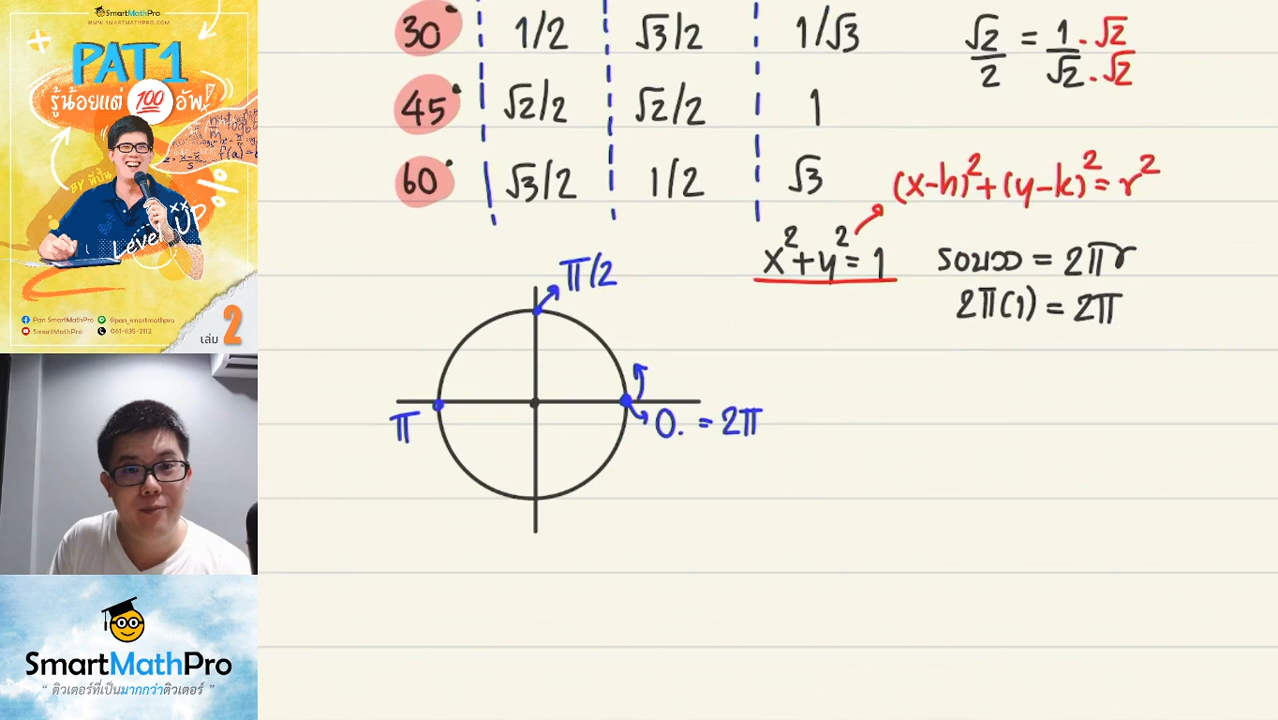 SmartMathPro
WWW.SMARTMATHPRO.COM
PAT1
รู้น้อยแต่ 100 อัพ!
BY พี่ปั้น
Level UP
Pan SmartMathPro
@pan_smartmathpro
SmartMathPro
061-835-2112
เล่ม 2
SmartMathPro
“ ติวเตอร์ที่เป็นมากกว่าติวเตอร์ ”
30° 1/2 √3/2 1/√3
45° √2/2 √2/2 1
60° √3/2 1/2 √3
√2/2 = 1/√2 · √2/√2
(x-h)²+(y-k)²=r²
x²+y²=1
รอบวง = 2πr
2π(1) = 2π
π/2
π
0. = 2π